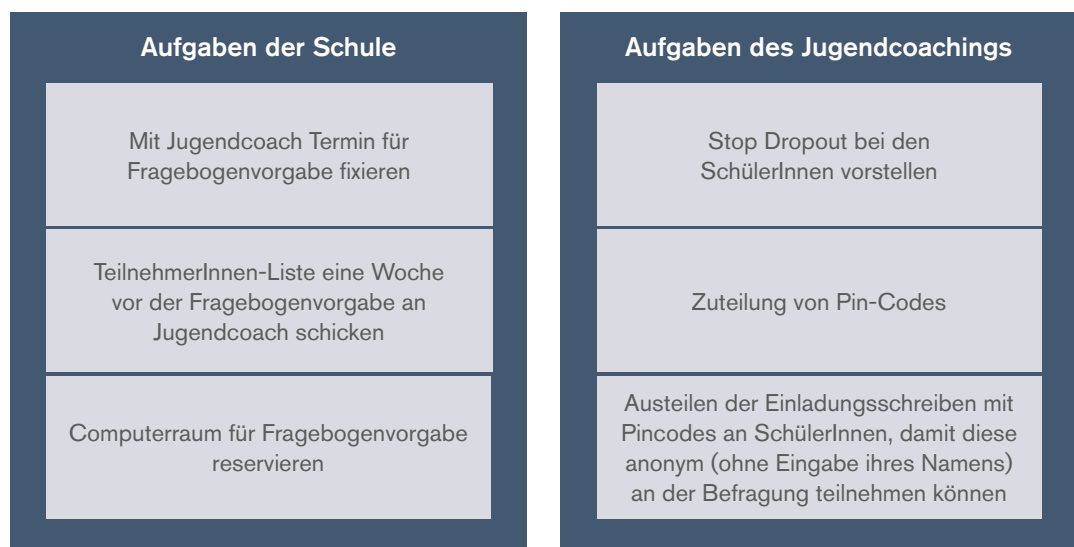 Aufgaben der Schule
Mit Jugendcoach Termin für
Fragebogenvorgabe fixieren
TeilnehmerInnen-Liste eine Woche
vor der Fragebogenvorgabe an
Jugendcoach schicken
Computerraum für Fragebogenvorgabe
reservieren
Aufgaben des Jugendcoachings
Stop Dropout bei den
SchülerInnen vorstellen
Zuteilung von Pin-Codes
Austeilen der Einladungsschreiben mit
Pincodes an SchülerInnen, damit diese
anonym (ohne Eingabe ihres Namens)
an der Befragung teilnehmen können